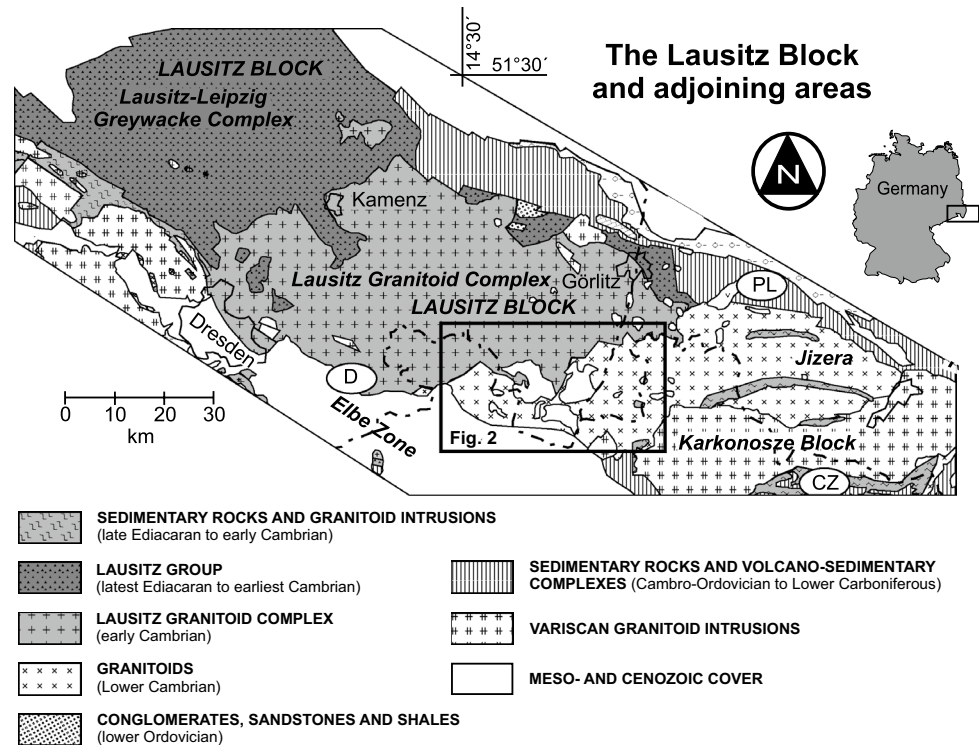 The Lausitz Block
and adjoining areas
14°30´
51°30´
LAUSITZ BLOCK
Lausitz-Leipzig
Greywacke Complex
N
Germany
Kamenz
Lausitz Granitoid Complex
Görlitz
LAUSITZ BLOCK
PL
Dresden
Jizera
D
Elbe Zone
Fig. 2
Karkonosze Block
CZ
0 10 20 30
km
SEDIMENTARY ROCKS AND GRANITOID INTRUSIONS
(late Ediacaran to early Cambrian)
LAUSITZ GROUP
(latest Ediacaran to earliest Cambrian)
LAUSITZ GRANITOID COMPLEX
(early Cambrian)
GRANITOIDS
(Lower Cambrian)
CONGLOMERATES, SANDSTONES AND SHALES
(lower Ordovician)
SEDIMENTARY ROCKS AND VOLCANO-SEDIMENTARY
COMPLEXES (Cambro-Ordovician to Lower Carboniferous)
VARISCAN GRANITOID INTRUSIONS
MESO- AND CENOZOIC COVER